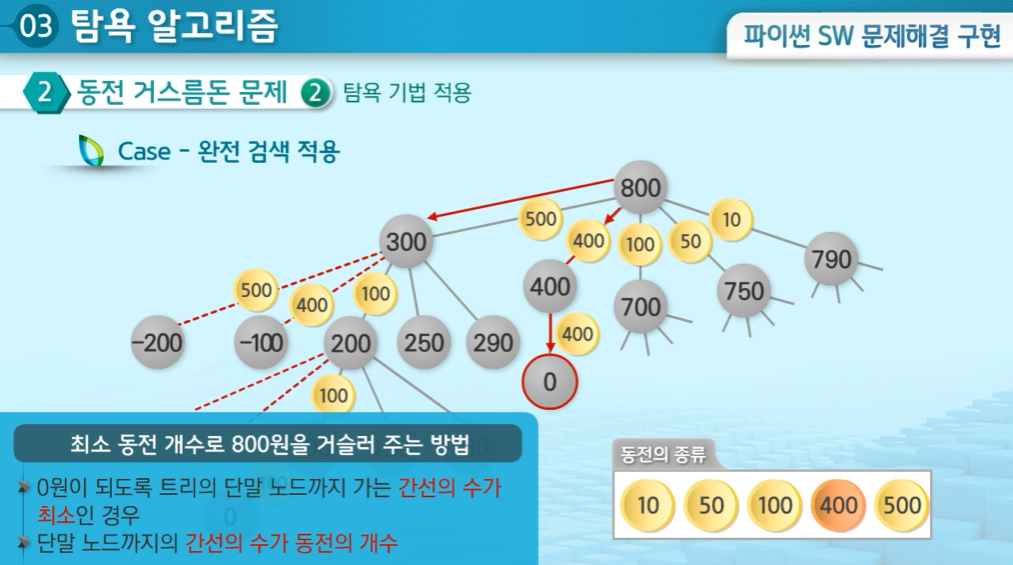 03 탐욕 알고리즘
파이썬 SW 문제해결 구현
2 동전 거스름돈 문제 2 탐욕 기법 적용
Case - 완전 검색 적용
800
500
400
100
50
10
300
400
700
750
790
500
400
100
400
-200
-100
200
250
290
0
100
최소 동전 개수로 800원을 거슬러 주는 방법
0원이 되도록 트리의 단말 노드까지 가는 간선의 수가
최소인 경우
단말 노드까지의 간선의 수가 동전의 개수
0
동전의 종류
10 50 100 400 500